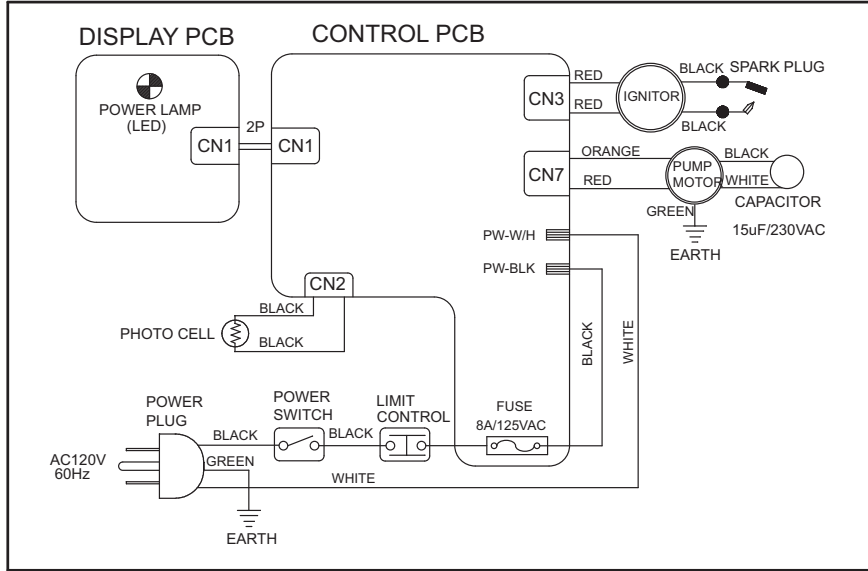 DISPLAY PCB
CONTROL PCB
POWER LAMP
(LED)
CN1
2P
CN1
CN3
RED
RED
IGNITOR
BLACK
SPARK PLUG
BLACK
CN7
ORANGE
RED
PUMP
MOTOR
BLACK
WHITE
CAPACITOR
15uF/230VAC
GREEN
EARTH
PW-W/H
PW-BLK
CN2
BLACK
BLACK
PHOTO CELL
BLACK
WHITE
POWER
PLUG
AC120V
60Hz
BLACK
GREEN
WHITE
EARTH
POWER
SWITCH
BLACK
LIMIT
CONTROL
FUSE
8A/125VAC